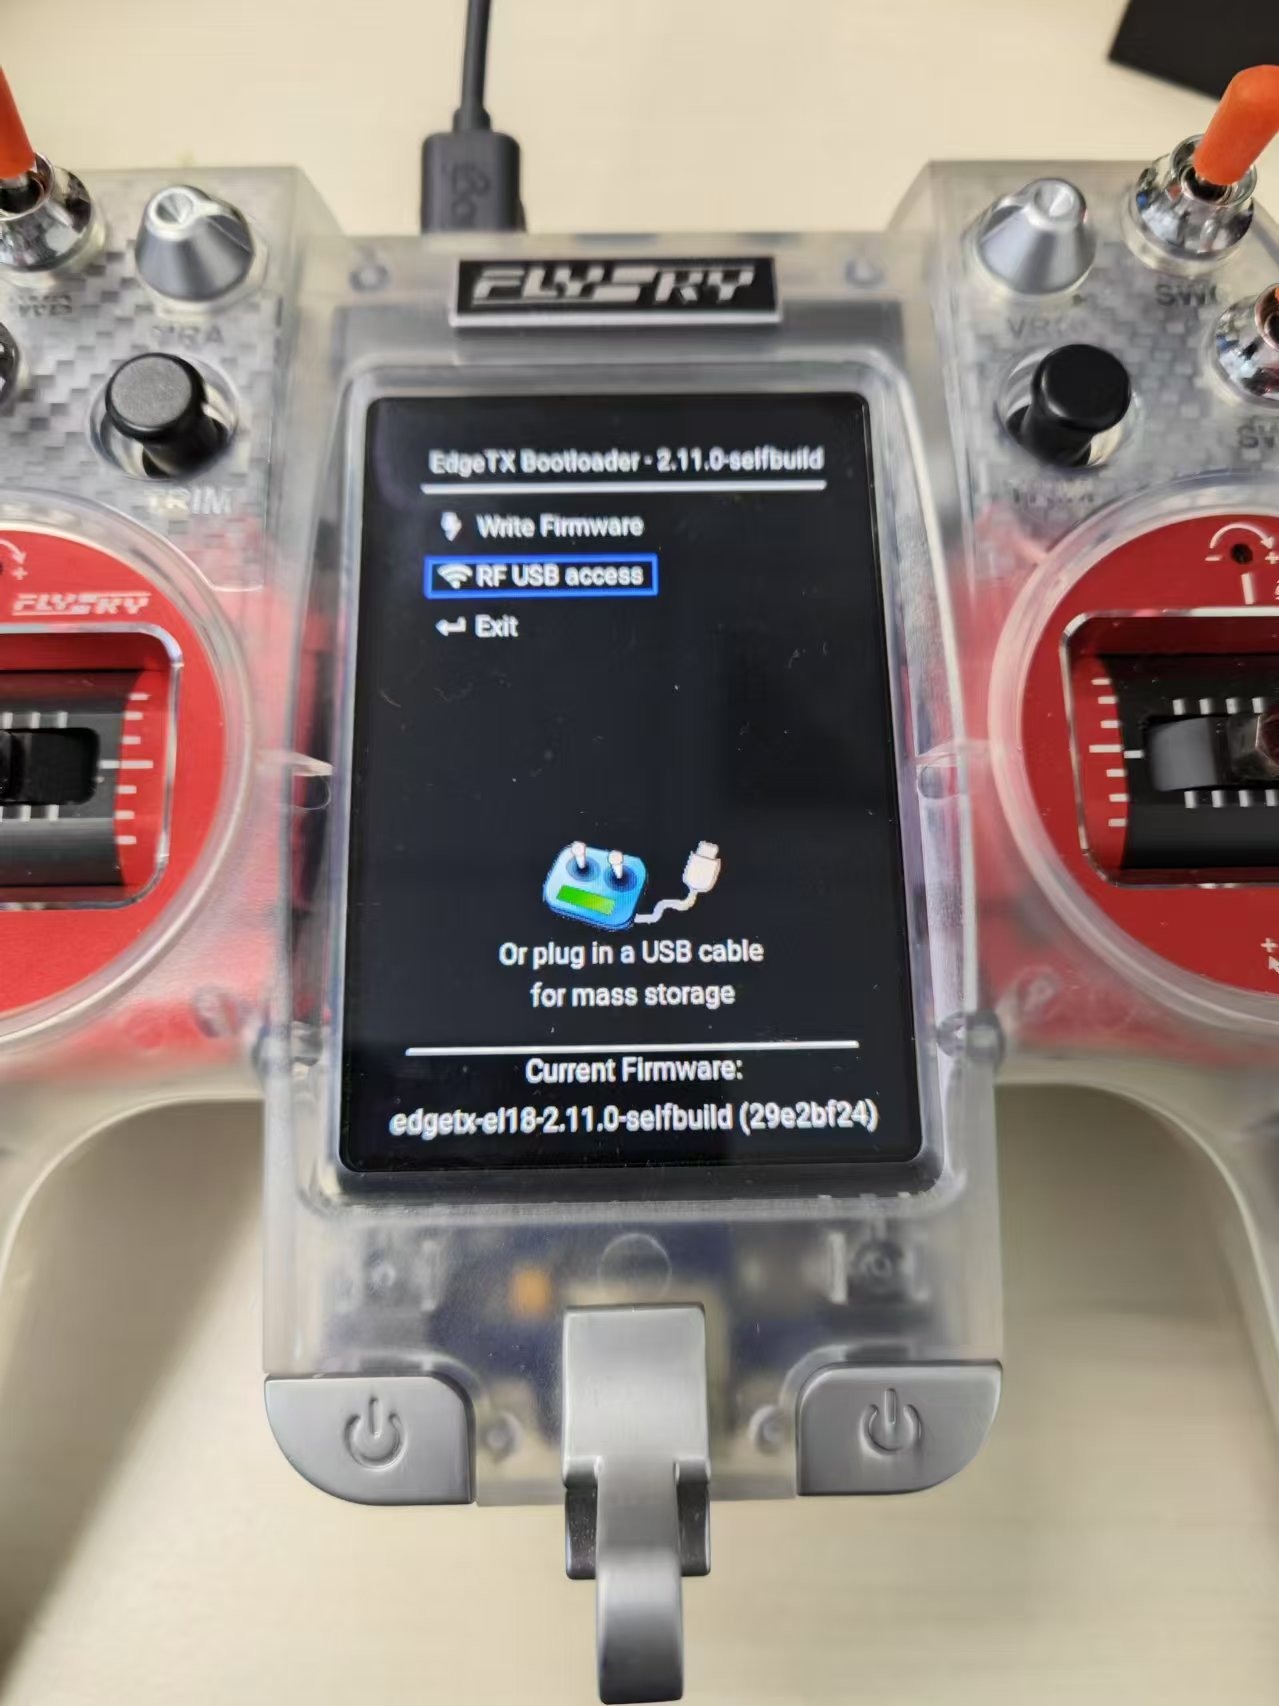 FLYSKY
VRA
EdgeTX Bootloader - 2.11.0-selfbuild
Write Firmware
RF USB access
Exit
TRIM
FLYSKY
Or plug in a USB cable
for mass storage
Current Firmware:
edgetx-el18-2.11.0-selfbuild (29e2bf24)